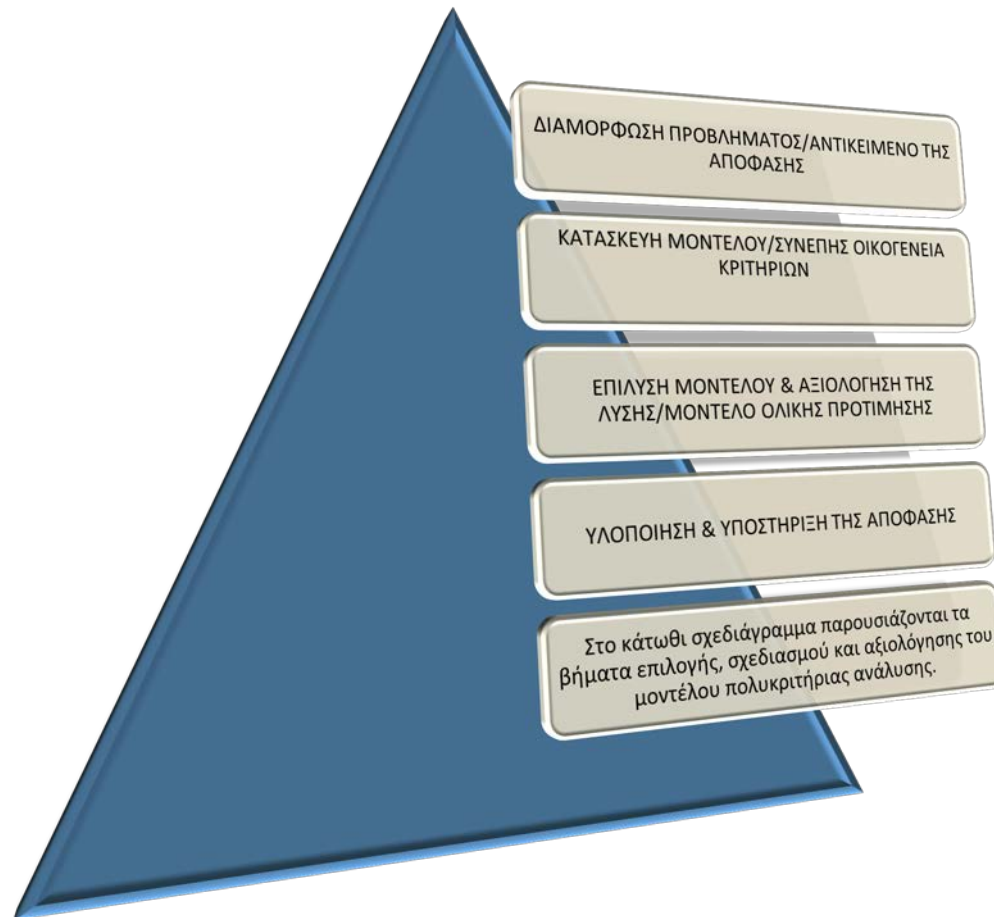 ΔΙΑΜΟΡΦΩΣΗ ΠΡΟΒΛΗΜΑΤΟΣ/ΑΝΤΙΚΕΙΜΕΝΟ ΤΗΣ
ΑΠΟΦΑΣΗΣ
ΚΑΤΑΣΚΕΥΗ ΜΟΝΤΕΛΟΥ/ΣΥΝΕΠΗΣ ΟΙΚΟΓΕΝΕΙΑ
ΚΡΙΤΗΡΙΩΝ
ΕΠΙΛΥΣΗ ΜΟΝΤΕΛΟΥ & ΑΞΙΟΛΟΓΗΣΗ ΤΗΣ
ΛΥΣΗΣ/ΜΟΝΤΕΛΟ ΟΛΙΚΗΣ ΠΡΟΤΙΜΗΣΗΣ
ΥΛΟΠΟΙΗΣΗ & ΥΠΟΣΤΗΡΙΞΗ ΤΗΣ ΑΠΟΦΑΣΗΣ
Στο κάτωθι σχεδιάγραμμα παρουσιάζονται τα
βήματα επιλογής, σχεδιασμού και αξιολόγησης του
μοντέλου πολυκριτήριας ανάλυσης.